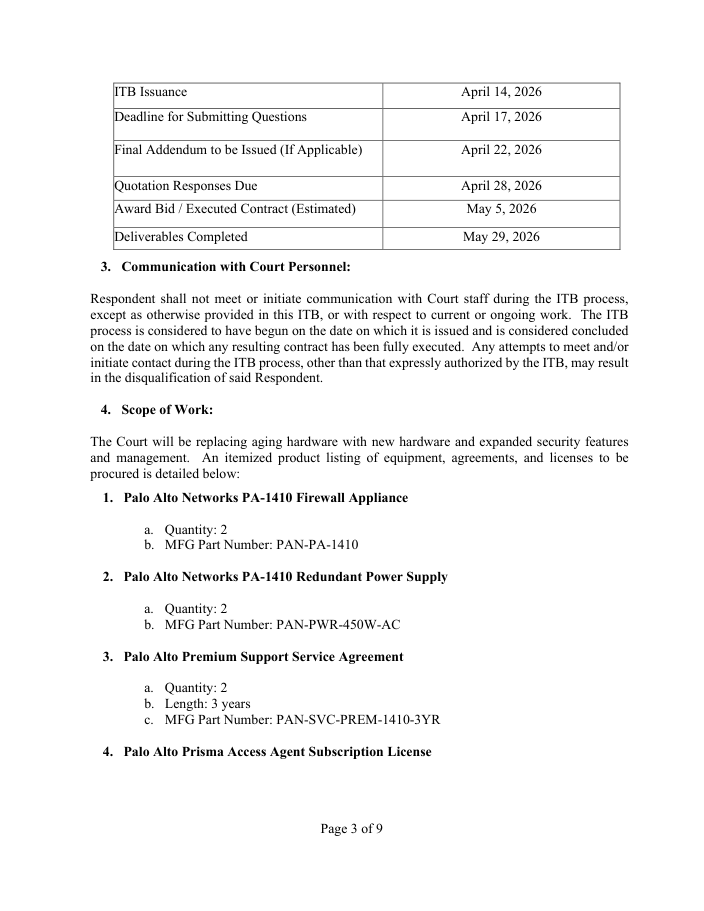 ITB Issuance April 14, 2026
Deadline for Submitting Questions April 17, 2026
Final Addendum to be Issued (If Applicable) April 22, 2026
Quotation Responses Due April 28, 2026
Award Bid / Executed Contract (Estimated) May 5, 2026
Deliverables Completed May 29, 2026
3. Communication with Court Personnel:
Respondent shall not meet or initiate communication with Court staff during the ITB process,
except as otherwise provided in this ITB, or with respect to current or ongoing work. The ITB
process is considered to have begun on the date on which it is issued and is considered concluded
on the date on which any resulting contract has been fully executed. Any attempts to meet and/or
initiate contact during the ITB process, other than that expressly authorized by the ITB, may result
in the disqualification of said Respondent.
4. Scope of Work:
The Court will be replacing aging hardware with new hardware and expanded security features
and management. An itemized product listing of equipment, agreements, and licenses to be
procured is detailed below:
1. Palo Alto Networks PA-1410 Firewall Appliance
a. Quantity: 2
b. MFG Part Number: PAN-PA-1410
2. Palo Alto Networks PA-1410 Redundant Power Supply
a. Quantity: 2
b. MFG Part Number: PAN-PWR-450W-AC
3. Palo Alto Premium Support Service Agreement
a. Quantity: 2
b. Length: 3 years
c. MFG Part Number: PAN-SVC-PREM-1410-3YR
4. Palo Alto Prisma Access Agent Subscription License
Page 3 of 9